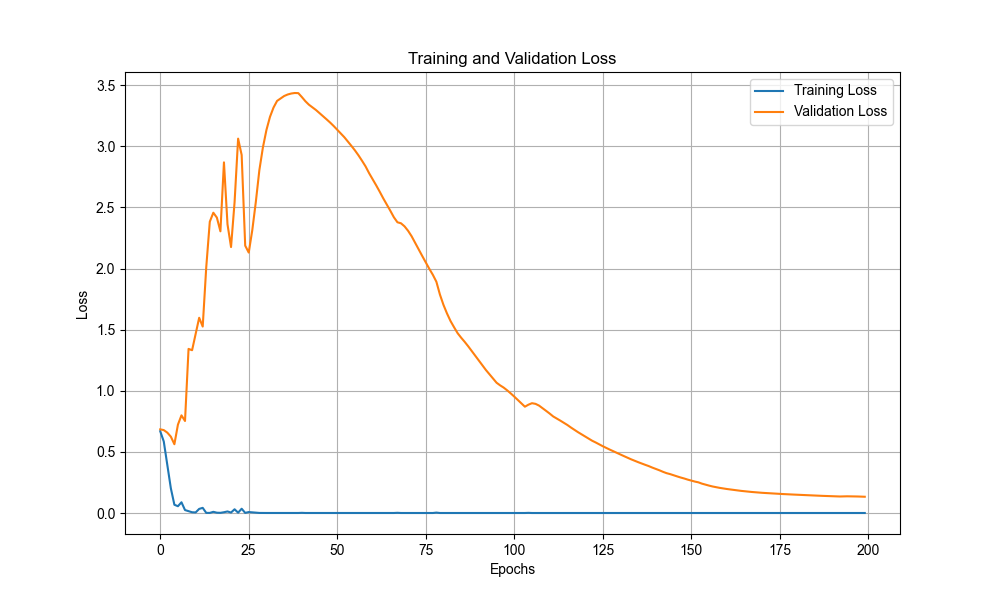 Training and Validation Loss
Training Loss
Validation Loss
3.5
3.0
2.5
2.0
1.5
1.0
0.5
0.0
Loss
0 25 50 75 100 125 150 175 200
Epochs